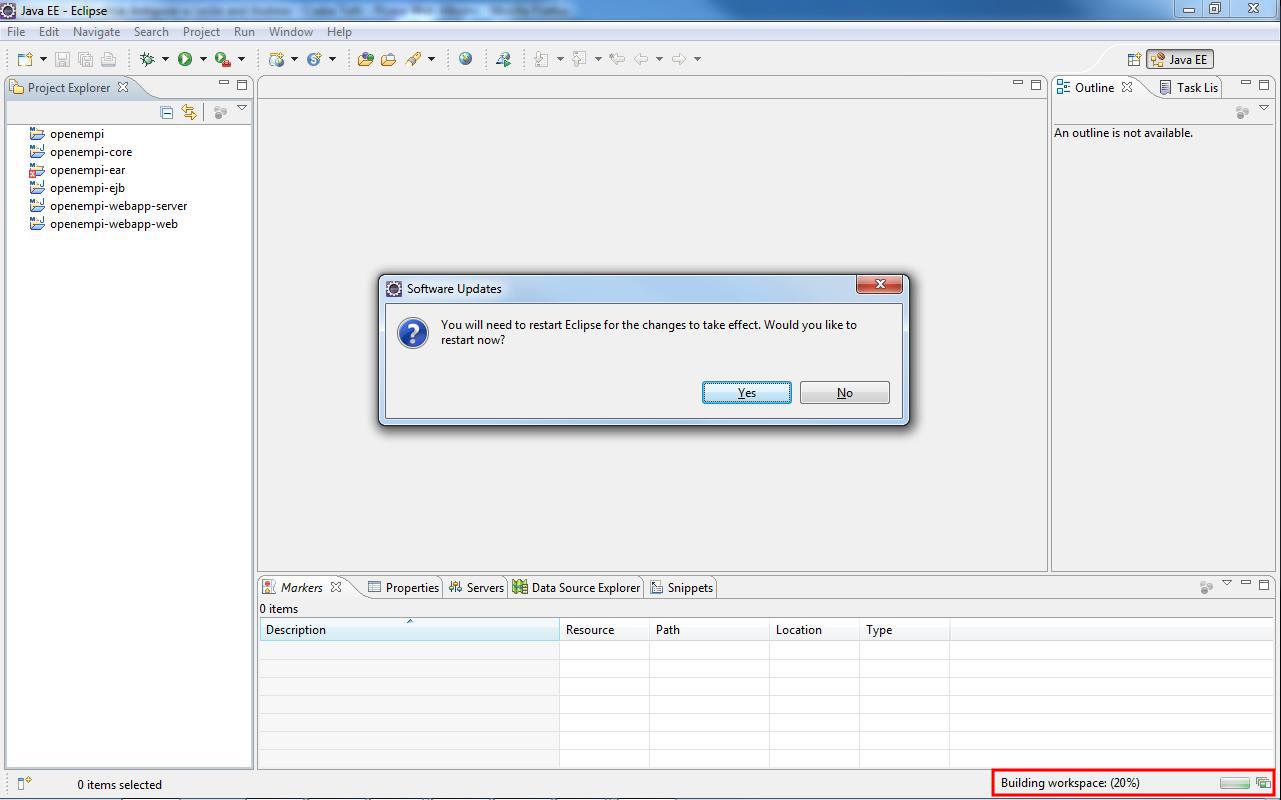 Java EE - Eclipse
File Edit Navigate Search Project Run Window Help
Java EE
Project Explorer
Outline Task Lis
openempi
openempi-core
openempi-ear
openempi-ejb
openempi-webapp-server
openempi-webapp-web
An outline is not available.
Software Updates
You will need to restart Eclipse for the changes to take effect. Would you like to
restart now?
Yes No
Markers Properties Servers Data Source Explorer Snippets
0 items
Description Resource Path Location Type
0 items selected
Building workspace: (20%)